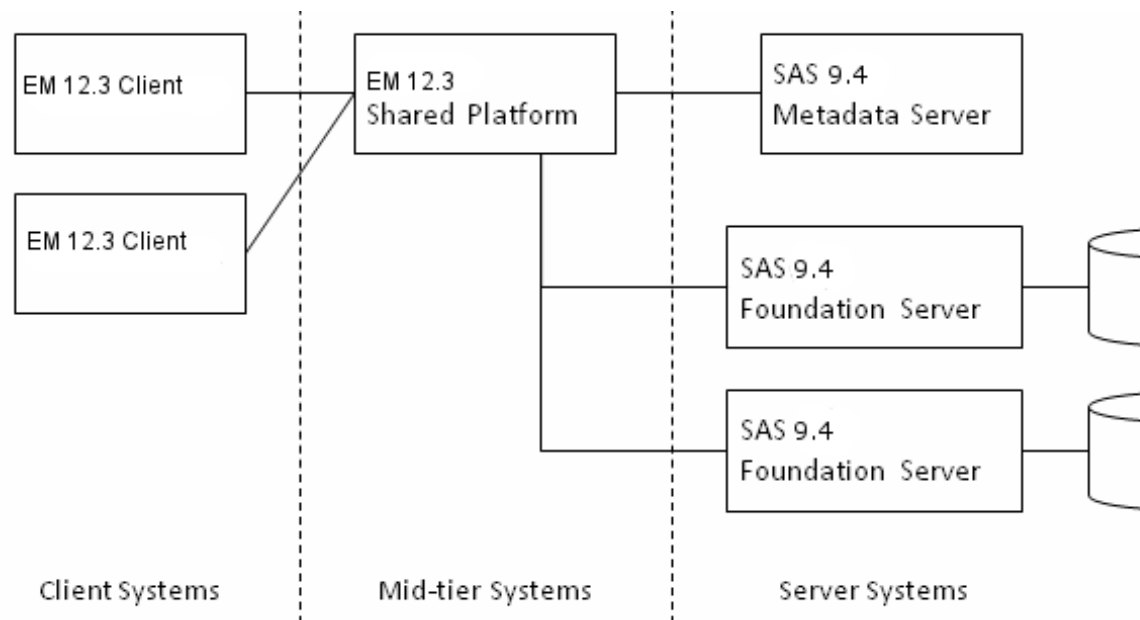 EM 12.3 Client
EM 12.3
Shared Platform
SAS 9.4
Metadata Server
EM 12.3 Client
SAS 9.4
Foundation Server
SAS 9.4
Foundation Server
Client Systems
Mid-tier Systems
Server Systems